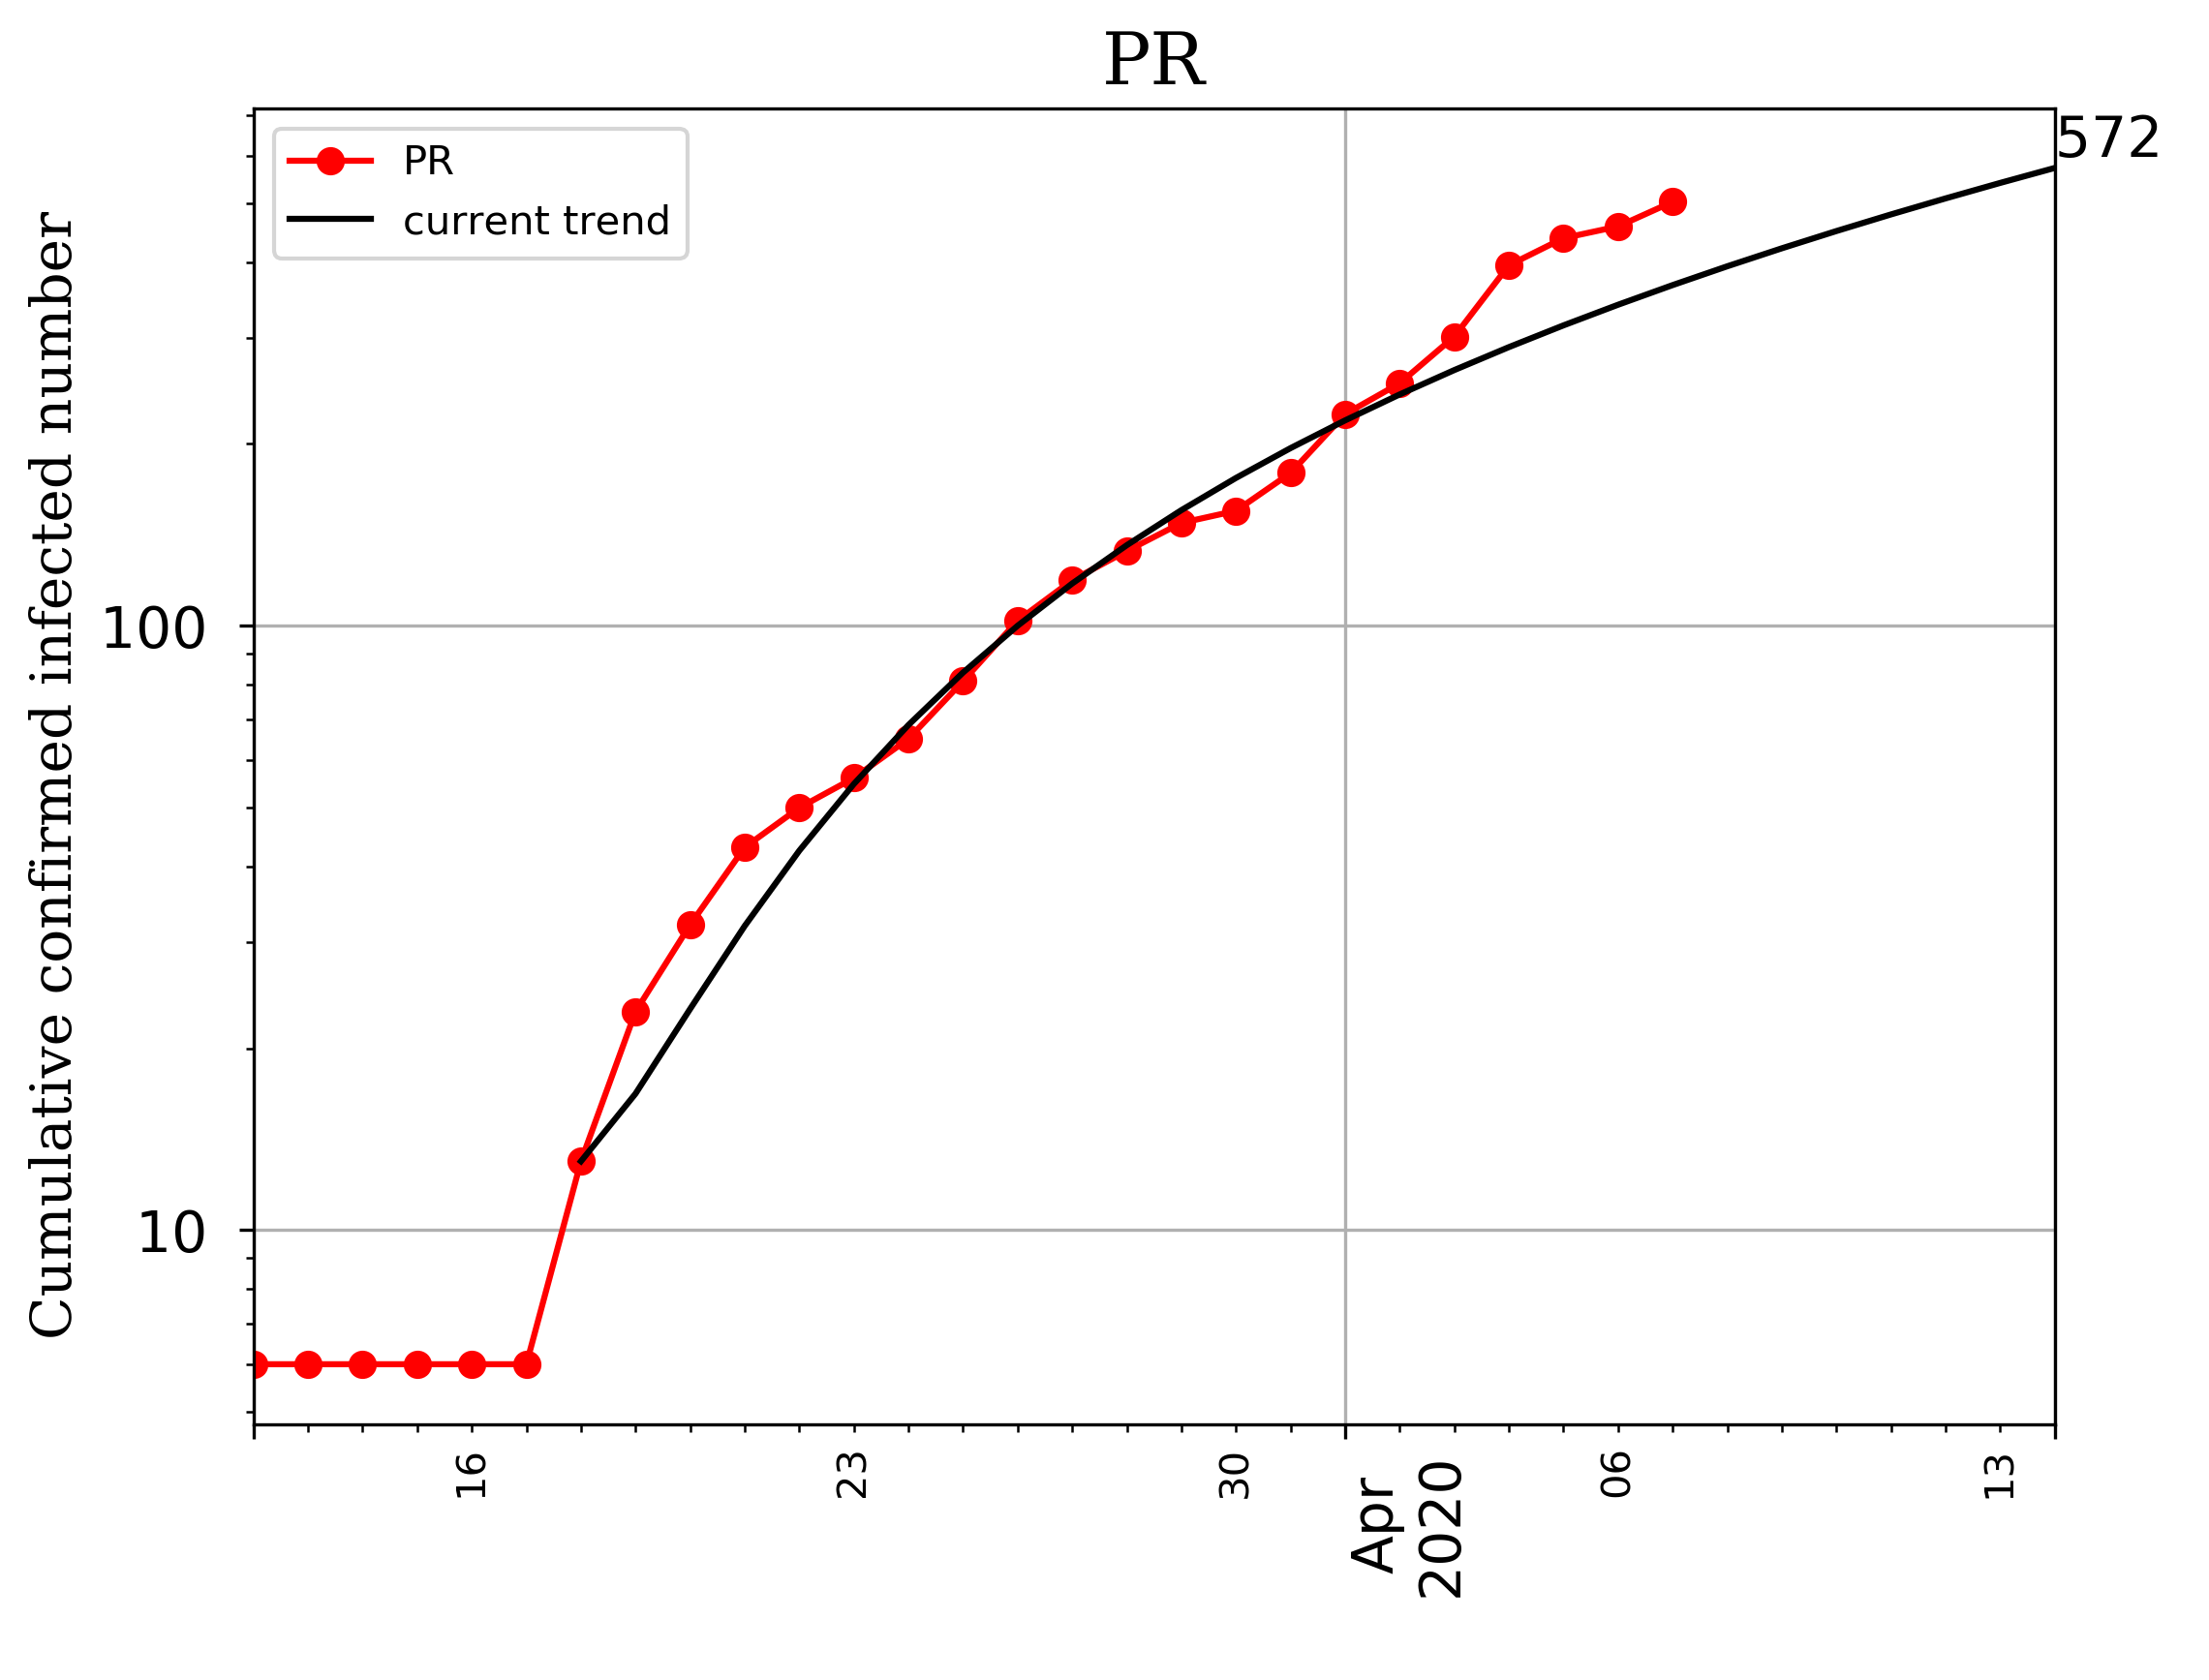 PR
572
PR
current trend
Cumulative confirmed infected number
100
10
16
23
30
Apr
2020
06
13